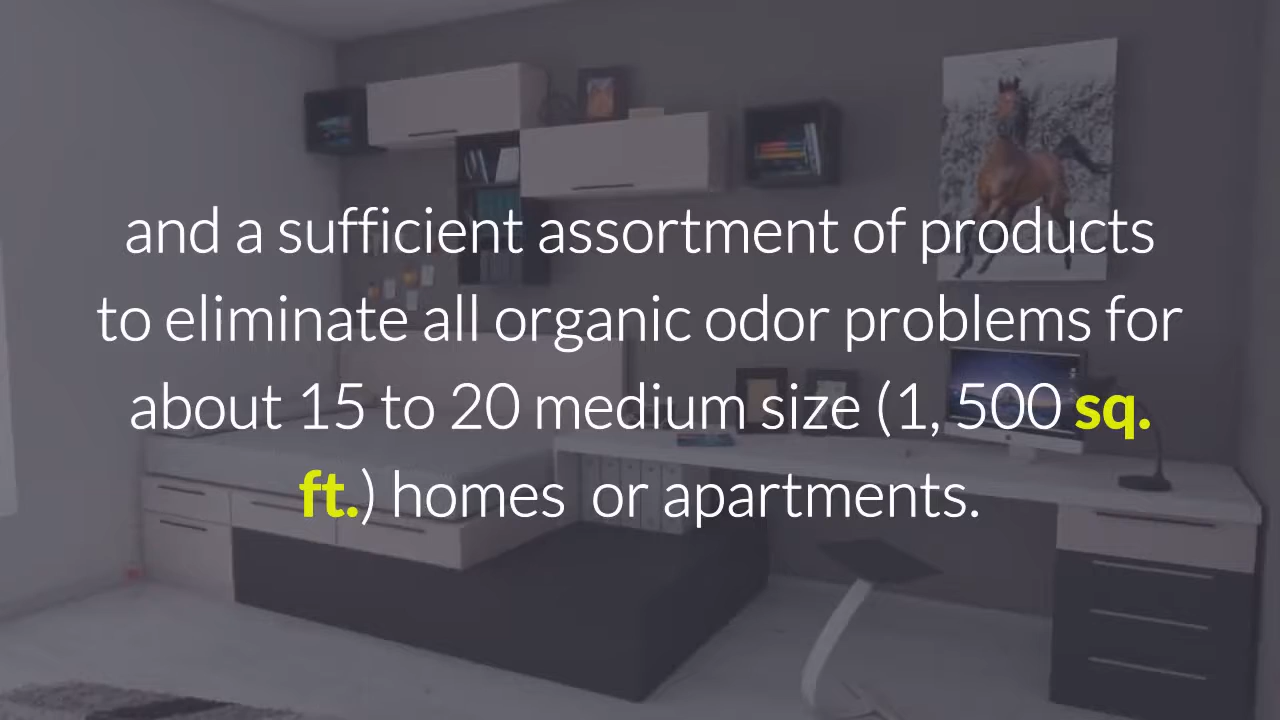 and a sufficient assortment of products
to eliminate all organic odor problems for
about 15 to 20 medium size (1, 500 sq.
ft.) homes  or apartments.